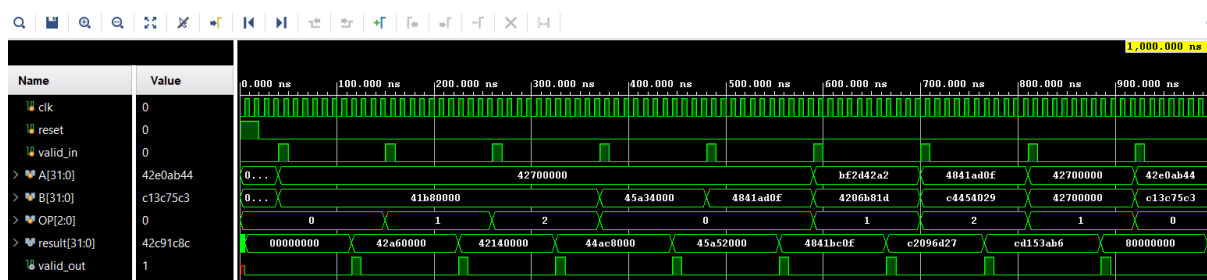 1,000.000 ns
Name Value 0.000 ns 100.000 ns 200.000 ns 300.000 ns 400.000 ns 500.000 ns 600.000 ns 700.000 ns 800.000 ns 900.000 ns
clk 0
reset 0
valid_in 0
A[31:0] 42e0ab44 0... 42700000 bf2d42a2 4841ad0f 42700000 42e0ab44
B[31:0] c13c75c3 0... 41b80000 45a34000 4841ad0f 4206b81d c4454029 42700000 c13c75c3
OP[2:0] 0 0 1 2 0 1 2 1 0
result[31:0] 42c91c8c 00000000 42a60000 42140000 44ac8000 45a52000 4841bc0f c2096d27 cd153ab6 80000000
valid_out 1